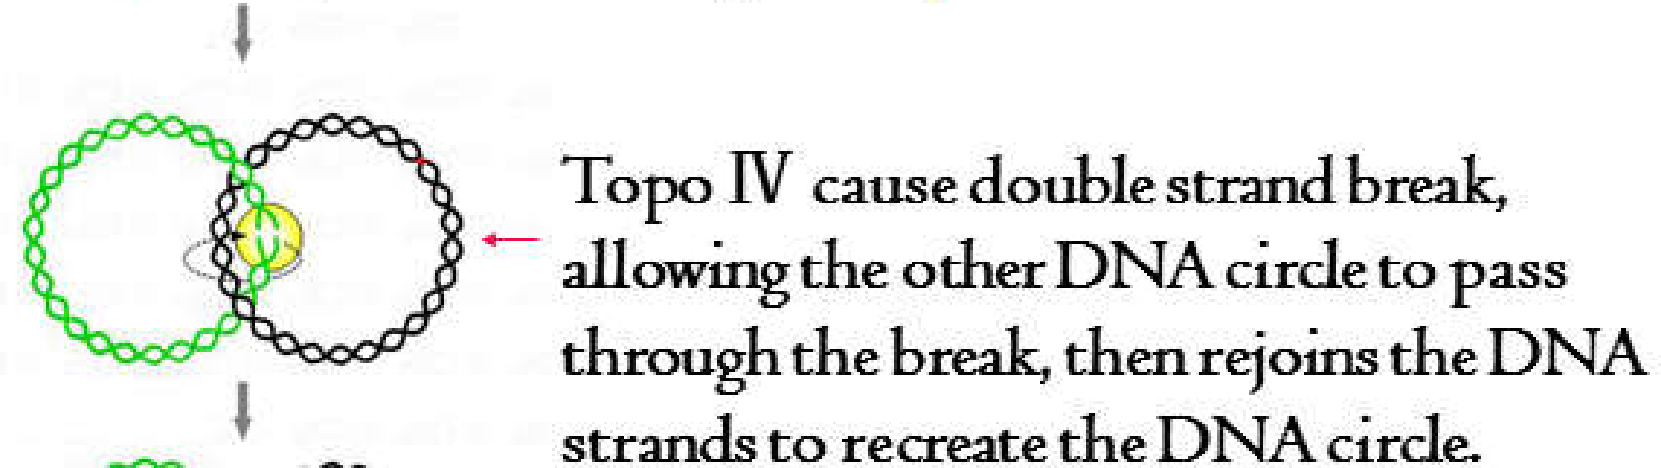 Topo IV cause double strand break,
allowing the other DNA circle to pass
through the break, then rejoins the DNA
strands to recreate the DNA circle.